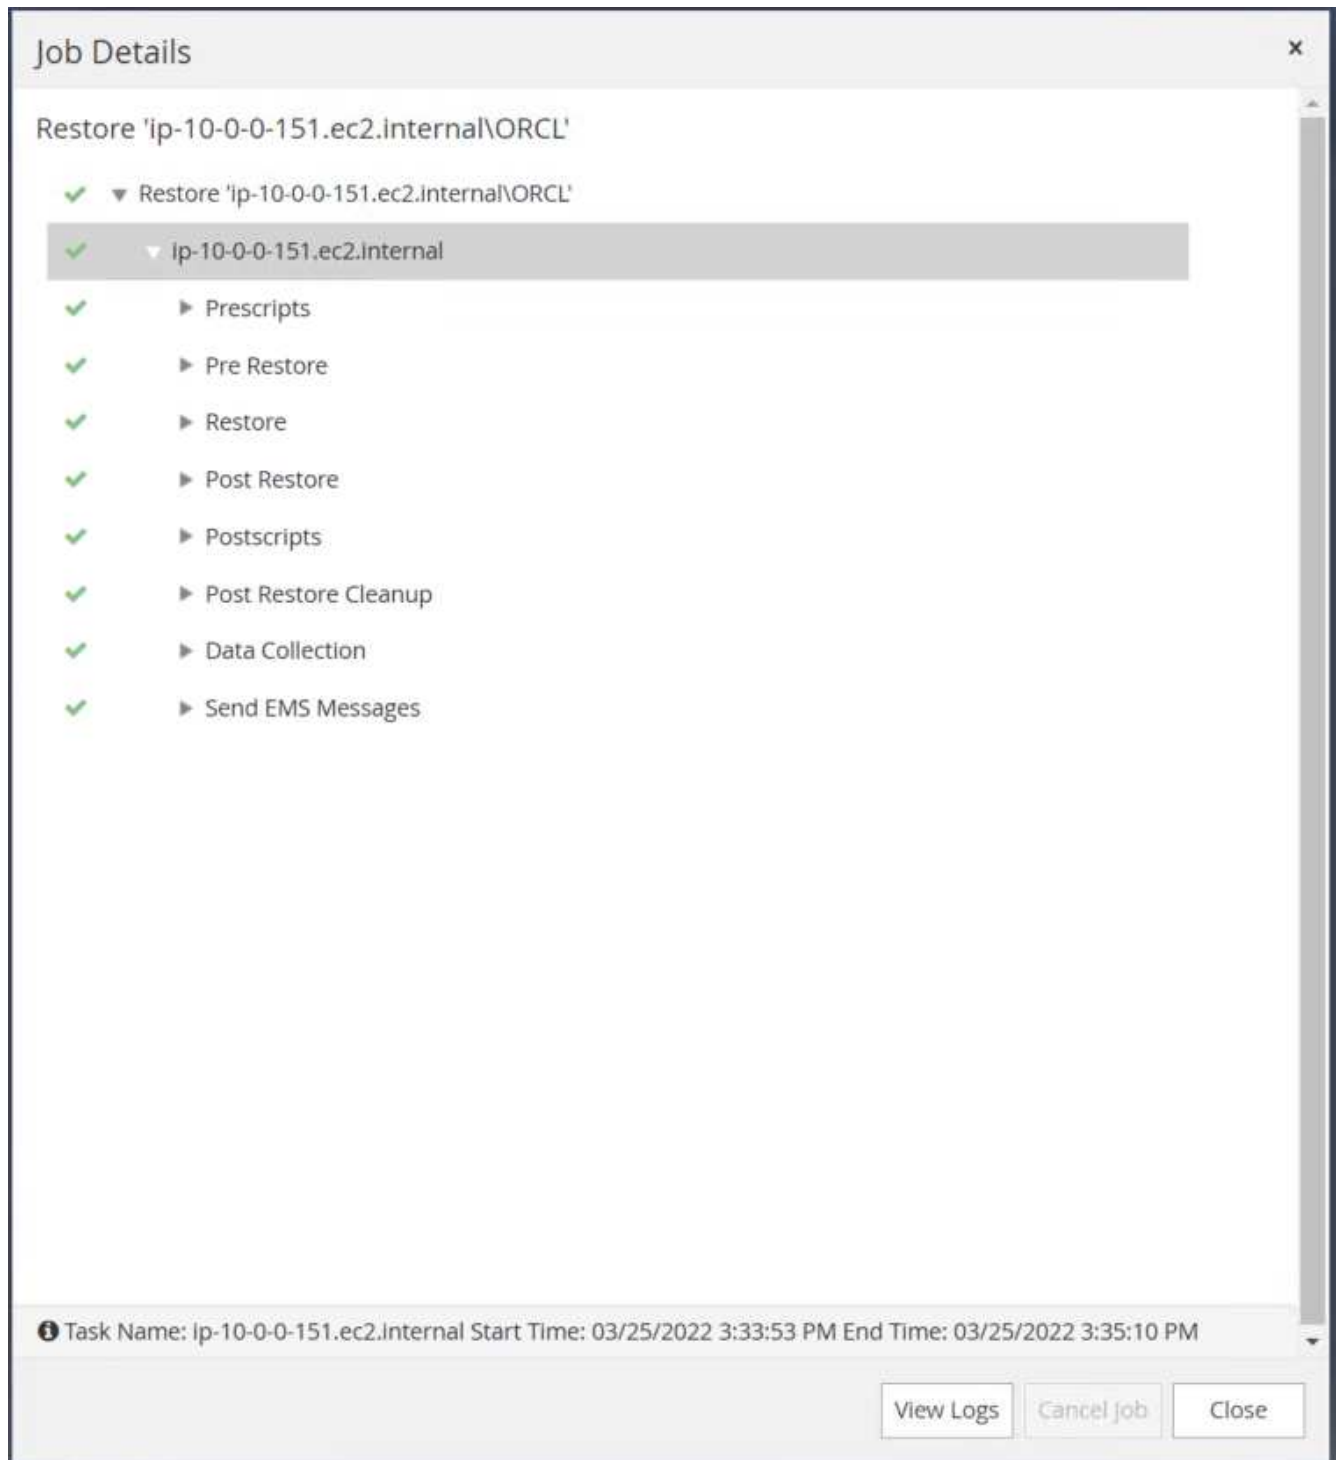 Job Details
Restore 'ip-10-0-0-151.ec2.internal\ORCL'
Restore 'ip-10-0-0-151.ec2.internal\ORCL'
ip-10-0-0-151.ec2.internal
Prescripts
Pre Restore
Restore
Post Restore
Postscripts
Post Restore Cleanup
Data Collection
Send EMS Messages
Task Name: ip-10-0-0-151.ec2.internal Start Time: 03/25/2022 3:33:53 PM End Time: 03/25/2022 3:35:10 PM
View Logs Cancel Job Close